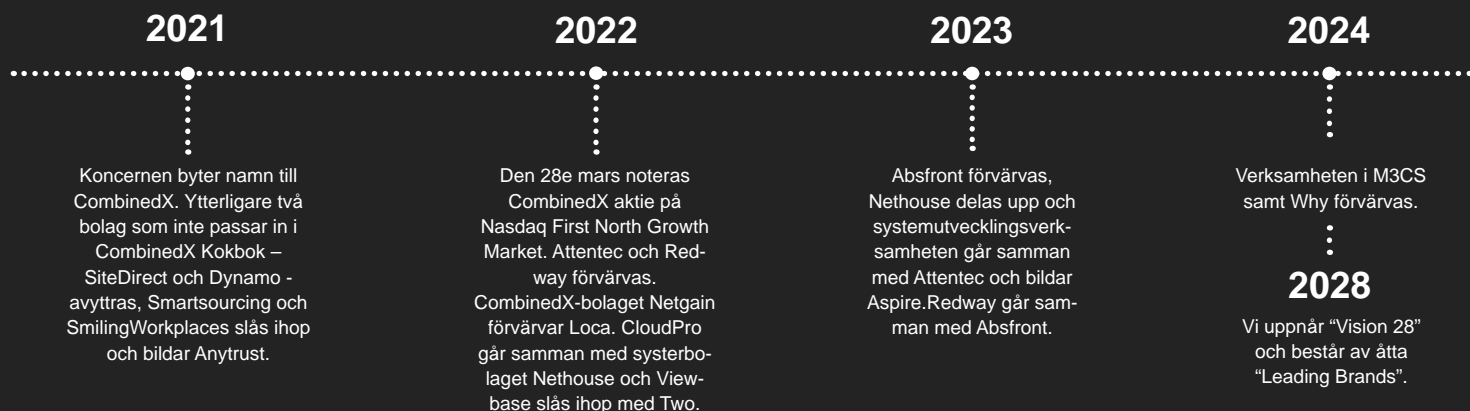 2021
Koncernen byter namn till
CombinedX. Ytterligare två
bolag som inte passar in i
CombinedX Kokbok –
SiteDirect och Dynamo -
avyttras, Smartsourcing och
SmilingWorkplaces slås ihop
och bildar Anytrust.
2022
Den 28e mars noteras
CombinedX aktie på
Nasdaq First North Growth
Market. Attentec och Red-
way förvärvas.
CombinedX-bolaget Netgain
förvärvar Loca. CloudPro
går samman med systerbo-
laget Nethouse och View-
base slås ihop med Two.
2023
Absfront förvärvas,
Nethouse delas upp och
systemutvecklingsverk-
samheten går samman
med Attentec och bildar
Aspire.Redway går sam-
man med Absfront.
2024
Verksamheten i M3CS
samt Why förvärvas.
2028
Vi uppnår “Vision 28”
och består av åtta
“Leading Brands”.